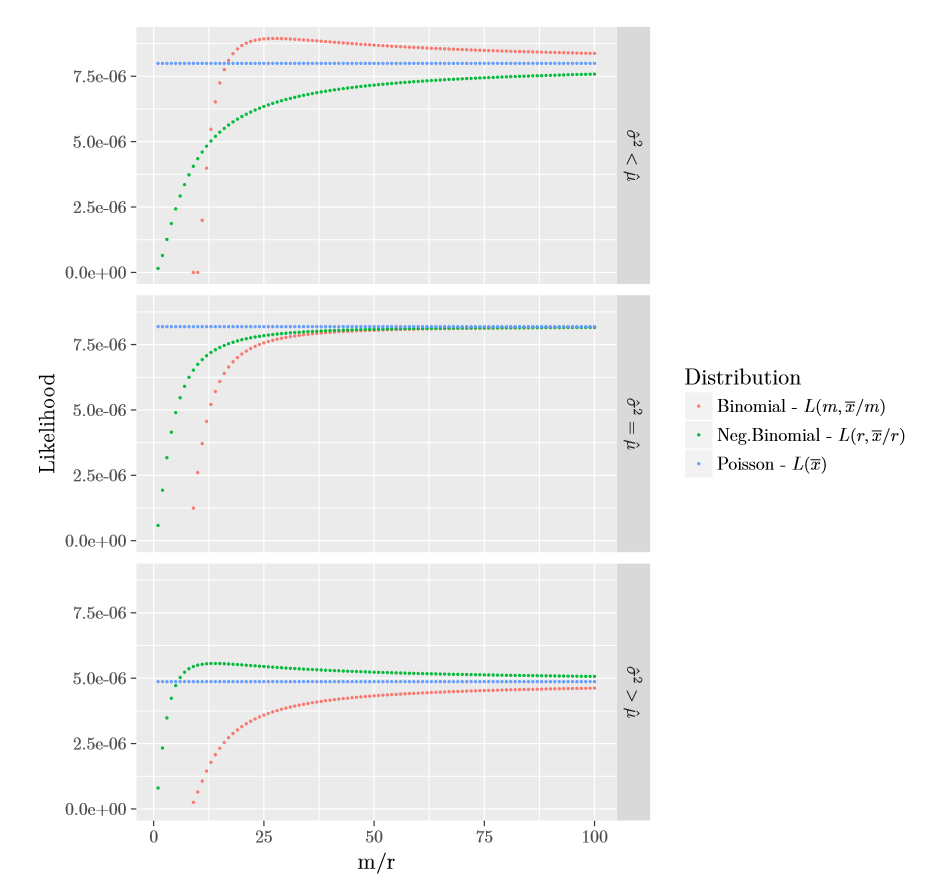 7.5e-06
5.0e-06
2.5e-06
0.0e+00
σ̂² < μ̂
7.5e-06
5.0e-06
2.5e-06
0.0e+00
σ̂² = μ̂
7.5e-06
5.0e-06
2.5e-06
0.0e+00
σ̂² > μ̂
0 25 50 75 100
m/r
Likelihood
Distribution
Binomial - L(m, x̅/m)
Neg.Binomial - L(r, x̅/r)
Poisson - L(x̅)